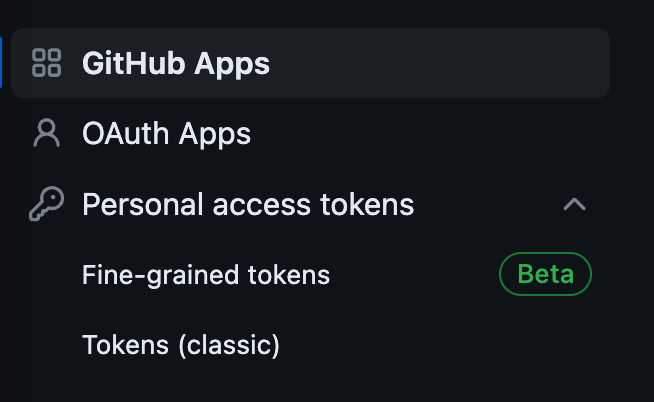 GitHub Apps
OAuth Apps
Personal access tokens
Fine-grained tokens Beta
Tokens (classic)